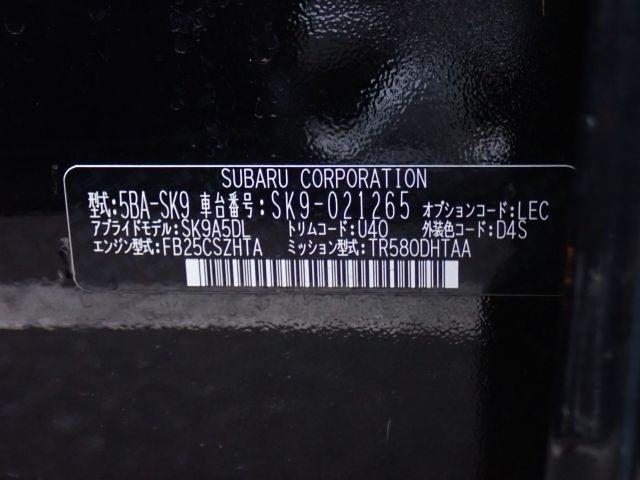 SUBARU CORPORATION
型式:5BA-SK9 車台番号:SK9-021265 オプションコード:LEC
アプライドモデル:SK9A5DL トリムコード:U40 外装色コード:D4S
エンジン型式:FB25CSZHTA ミッション型式:TR580DHTAA